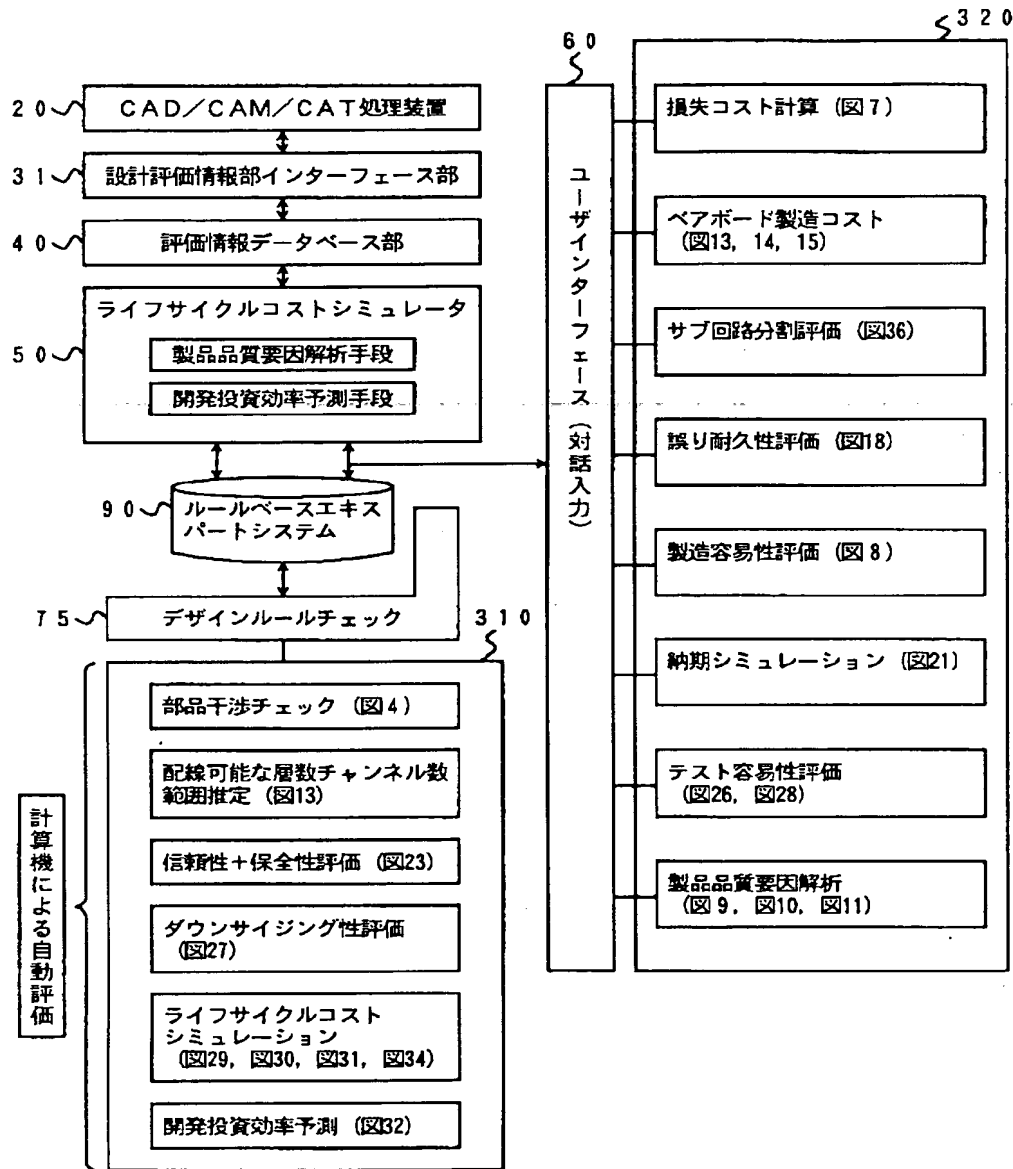 20
CAD/CAM/CAT処理装置
31
設計評価情報部インターフェース部
40
評価情報データベース部
50
ライフサイクルコストシミュレータ
製品品質要因解析手段
開発投資効率予測手段
90
ルールベースエキス
パートシステム
75
デザインルールチェック
310
計算機による自動評価
部品干渉チェック(図4)
配線可能な層数チャンネル数
範囲推定(図13)
信頼性+保全性評価(図23)
ダウンサイジング性評価
(図27)
ライフサイクルコスト
シミュレーション
(図29, 図30, 図31, 図34)
開発投資効率予測(図32)
60
ユーザインターフェース(対話入力)
320
損失コスト計算(図7)
ベアボード製造コスト
(図13, 14, 15)
サブ回路分割評価(図36)
誤り耐久性評価(図18)
製造容易性評価(図8)
納期シミュレーション(図21)
テスト容易性評価
(図26, 図28)
製品品質要因解析
(図9, 図10, 図11)